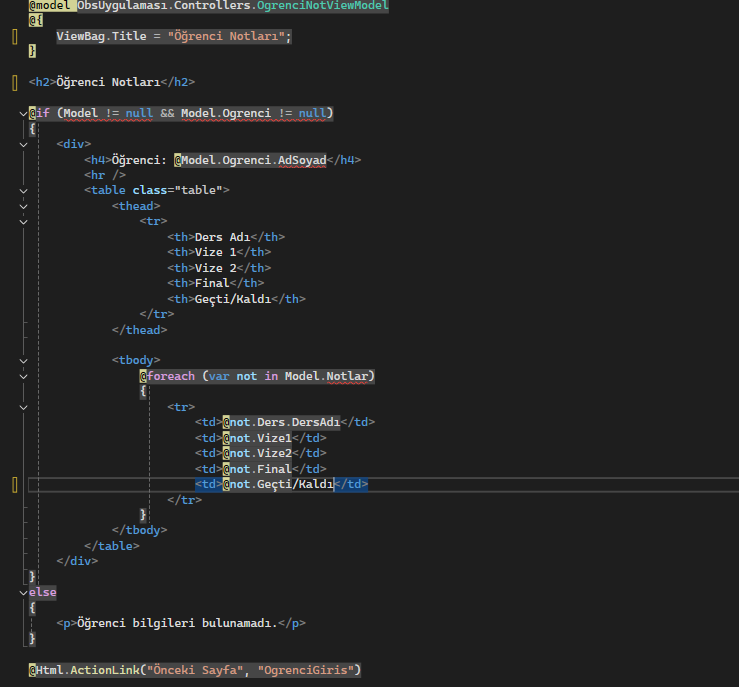 @model ObsUygulaması.Controllers.OgrenciNotViewModel
@{
ViewBag.Title = "Öğrenci Notları";
}
<h2>Öğrenci Notları</h2>
@if (Model != null && Model.Ogrenci != null)
{
<div>
<h4>Öğrenci: @Model.Ogrenci.AdSoyad</h4>
<hr />
<table class="table">
<thead>
<tr>
<th>Ders Adı</th>
<th>Vize 1</th>
<th>Vize 2</th>
<th>Final</th>
<th>Geçti/Kaldı</th>
</tr>
</thead>
<tbody>
@foreach (var not in Model.Notlar)
{
<tr>
<td>@not.Ders.DersAdı</td>
<td>@not.Vize1</td>
<td>@not.Vize2</td>
<td>@not.Final</td>
<td>@not.Geçti/Kaldı</td>
</tr>
}
</tbody>
</table>
</div>
}
else
{
<p>Öğrenci bilgileri bulunamadı.</p>
}
@Html.ActionLink("Önceki Sayfa", "OgrenciGiris")